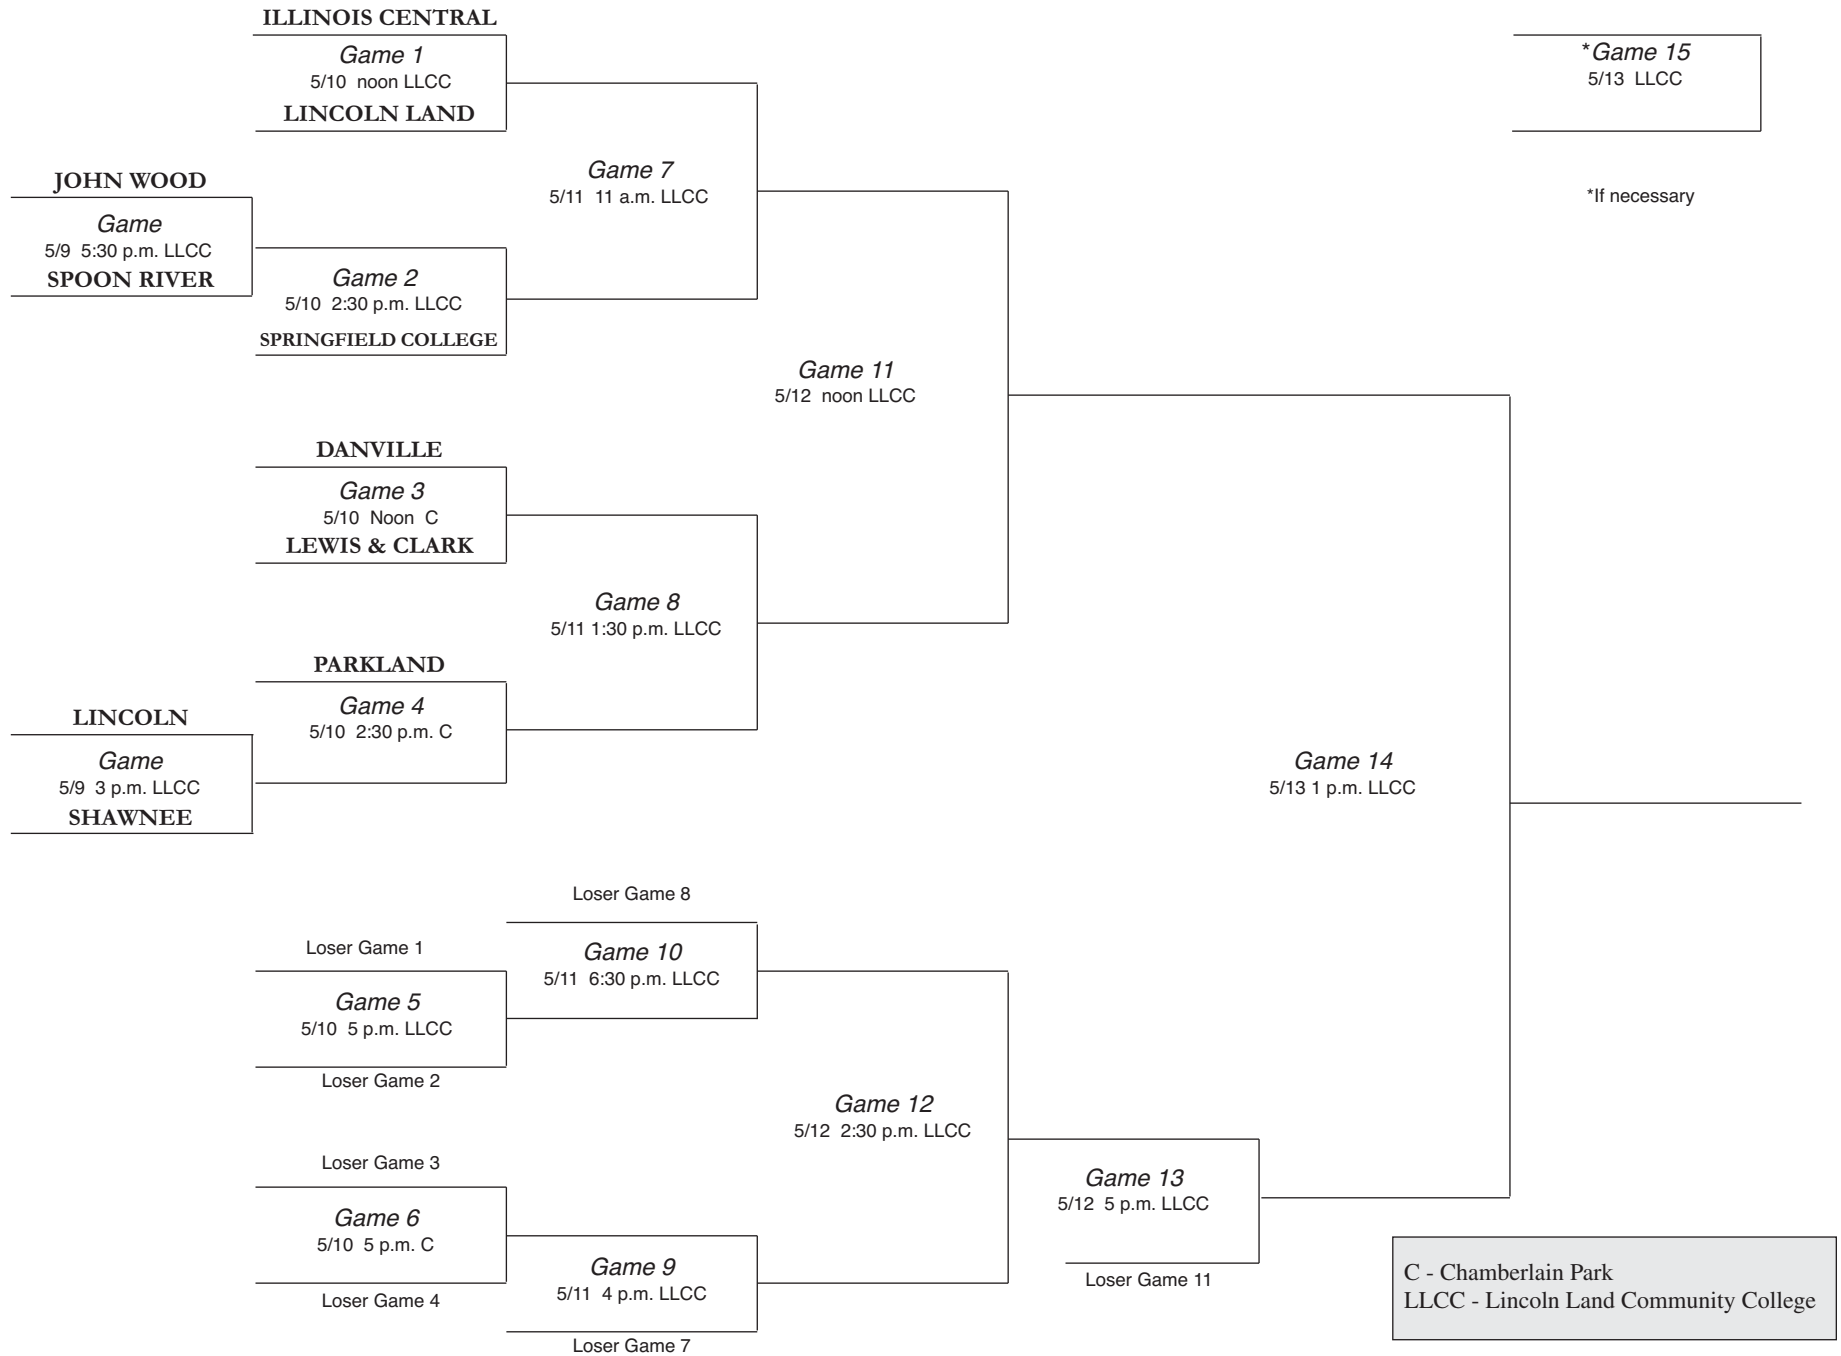 ILLINOIS CENTRAL
Game 1
5/10 noon LLCC
LINCOLN LAND
*Game 15
5/13 LLCC
*If necessary
JOHN WOOD
Game
5/9 5:30 p.m. LLCC
SPOON RIVER
Game 7
5/11 11 a.m. LLCC
Game 2
5/10 2:30 p.m. LLCC
SPRINGFIELD COLLEGE
Game 11
5/12 noon LLCC
DANVILLE
Game 3
5/10 Noon C
LEWIS & CLARK
Game 8
5/11 1:30 p.m. LLCC
PARKLAND
Game 4
5/10 2:30 p.m. C
LINCOLN
Game
5/9 3 p.m. LLCC
SHAWNEE
Game 14
5/13 1 p.m. LLCC
Loser Game 8
Game 10
5/11 6:30 p.m. LLCC
Loser Game 1
Game 5
5/10 5 p.m. LLCC
Loser Game 2
Game 12
5/12 2:30 p.m. LLCC
Loser Game 3
Game 6
5/10 5 p.m. C
Loser Game 4
Game 9
5/11 4 p.m. LLCC
Loser Game 7
Game 13
5/12 5 p.m. LLCC
Loser Game 11
C - Chamberlain Park
LLCC - Lincoln Land Community College